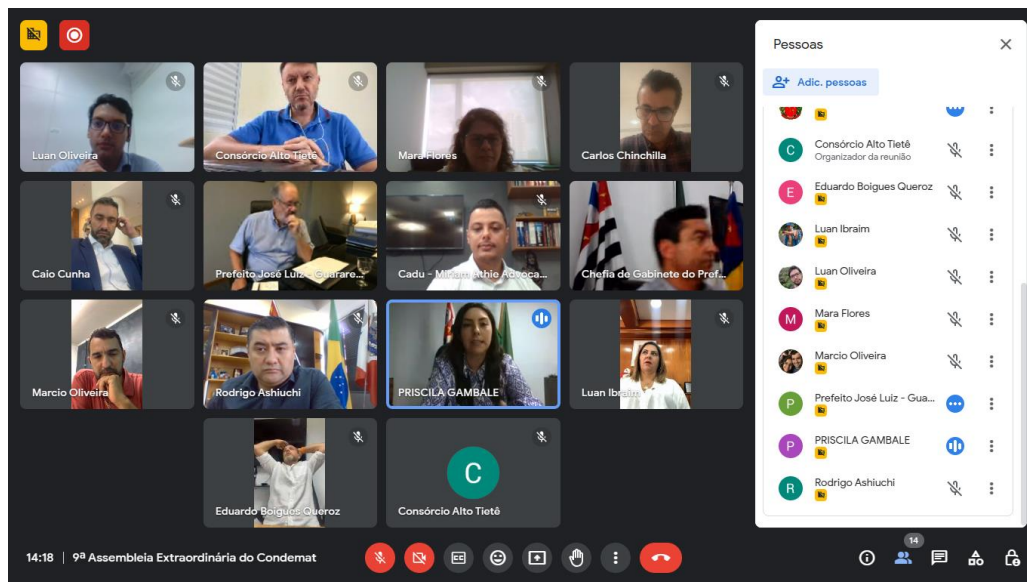 Luan Oliveira
Consórcio Alto Tietê
Mara Flores
Carlos Chinchilla
Caio Cunha
Prefeito José Luiz - Guarare...
Cadu - Miriam Athie Advoca...
Chefia de Gabinete do Pref...
Marcio Oliveira
Rodrigo Ashiuchi
PRISCILA GAMBALE
Luan Ibraim
Eduardo Boigues Queroz
C
Consórcio Alto Tietê
Pessoas
Adic. pessoas
C
Consórcio Alto Tietê
Organizador da reunião
E
Eduardo Boigues Queroz
Luan Ibraim
Luan Oliveira
M
Mara Flores
Marcio Oliveira
P
Prefeito José Luiz - Gua...
P
PRISCILA GAMBALE
R
Rodrigo Ashiuchi
14:18 | 9ª Assembleia Extraordinária do Condemat
14